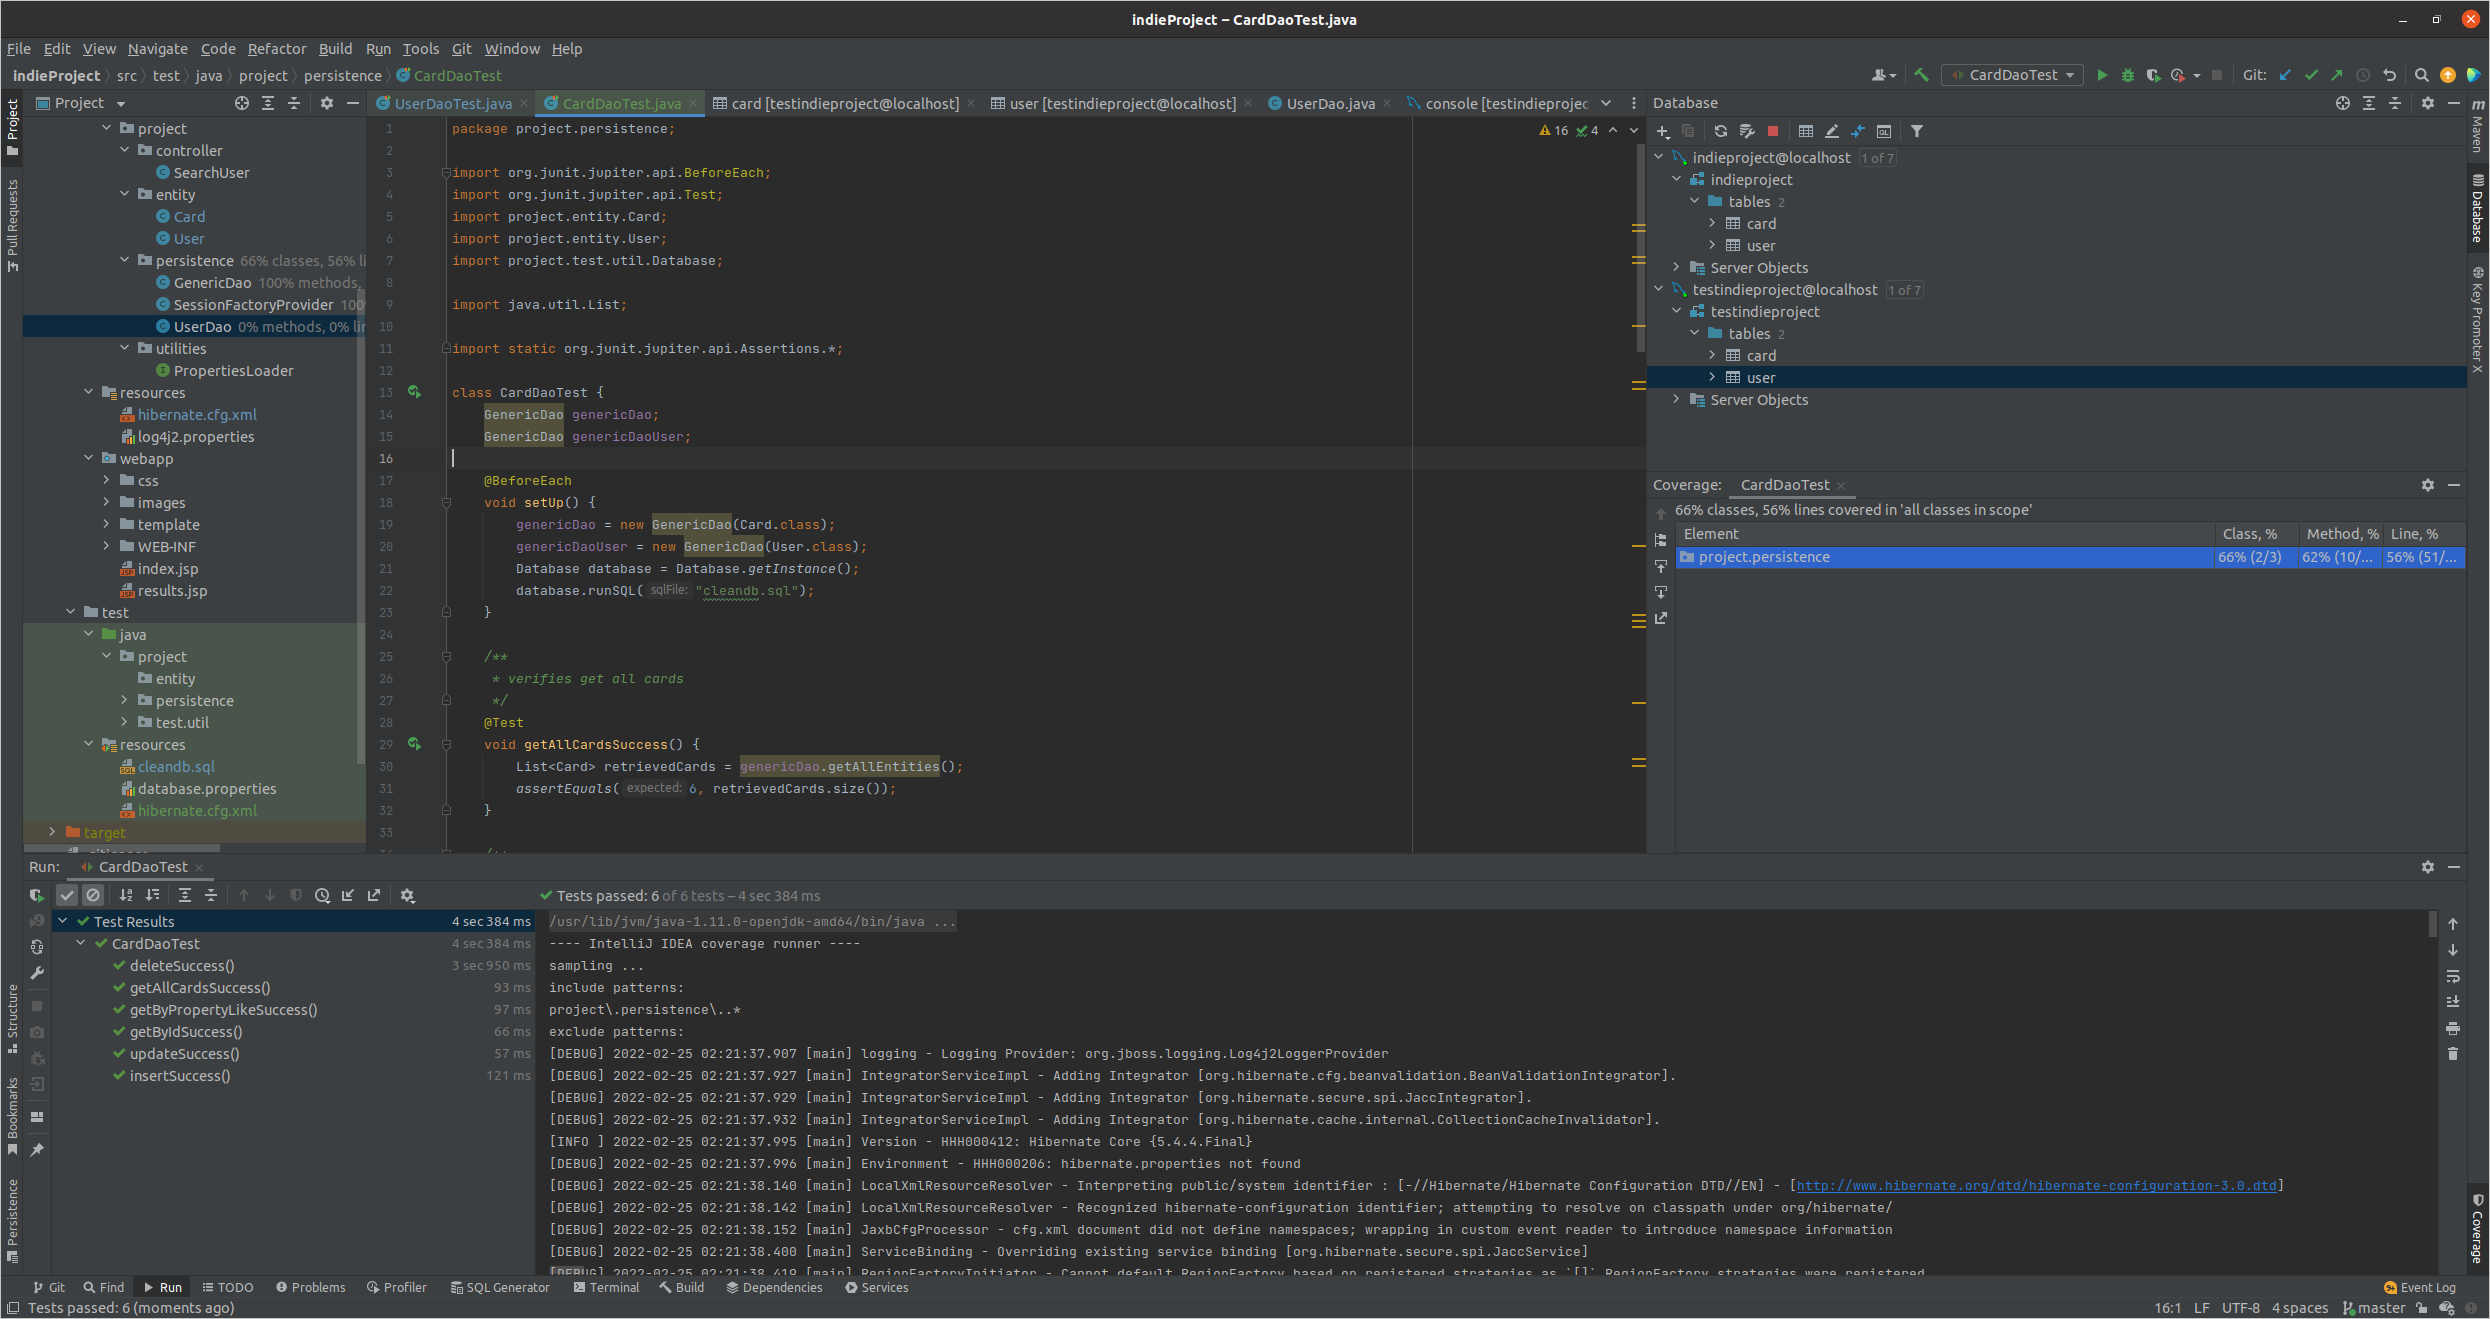 indieProject – CardDaoTest.java
File Edit View Navigate Code Refactor Build Run Tools Git Window Help
indieProject src test java project persistence CardDaoTest
CardDaoTest Git:
Project
UserDaoTest.java CardDaoTest.java card [testindieproject@localhost] user [testindieproject@localhost] UserDao.java console [testindieprojec
Database
Project
Pull Requests
Structure
Bookmarks
Persistence
project
controller
SearchUser
entity
Card
User
persistence 66% classes, 56% li
GenericDao 100% methods,
SessionFactoryProvider 100%
UserDao 0% methods, 0% lin
utilities
PropertiesLoader
resources
hibernate.cfg.xml
log4j2.properties
webapp
css
images
template
WEB-INF
index.jsp
results.jsp
test
java
project
entity
persistence
test.util
resources
cleandb.sql
database.properties
hibernate.cfg.xml
target
16 4
1 package project.persistence;
2
3 import org.junit.jupiter.api.BeforeEach;
4 import org.junit.jupiter.api.Test;
5 import project.entity.Card;
6 import project.entity.User;
7 import project.test.util.Database;
8
9 import java.util.List;
10
11 import static org.junit.jupiter.api.Assertions.*;
12
13 class CardDaoTest {
14 GenericDao genericDao;
15 GenericDao genericDaoUser;
16
17 @BeforeEach
18 void setUp() {
19 genericDao = new GenericDao(Card.class);
20 genericDaoUser = new GenericDao(User.class);
21 Database database = Database.getInstance();
22 database.runSQL( sqlFile: "cleandb.sql");
23 }
24
25 /**
26 * verifies get all cards
27 */
28 @Test
29 void getAllCardsSuccess() {
30 List<Card> retrievedCards = genericDao.getAllEntities();
31 assertEquals( expected: 6, retrievedCards.size());
32 }
33
indieproject@localhost 1 of 7
indieproject
tables 2
card
user
Server Objects
testindieproject@localhost 1 of 7
testindieproject
tables 2
card
user
Server Objects
Coverage: CardDaoTest
66% classes, 56% lines covered in 'all classes in scope'
Element Class, % Method, % Line, %
project.persistence 66% (2/3) 62% (10/... 56% (51/...
Maven
Database
Key Promoter X
Coverage
Run: CardDaoTest
Tests passed: 6 of 6 tests – 4 sec 384 ms
Test Results 4 sec 384 ms
CardDaoTest 4 sec 384 ms
deleteSuccess() 3 sec 950 ms
getAllCardsSuccess() 93 ms
getByPropertyLikeSuccess() 97 ms
getByIdSuccess() 66 ms
updateSuccess() 57 ms
insertSuccess() 121 ms
/usr/lib/jvm/java-1.11.0-openjdk-amd64/bin/java ...
---- IntelliJ IDEA coverage runner ----
sampling ...
include patterns:
project\.persistence\..*
exclude patterns:
[DEBUG] 2022-02-25 02:21:37.907 [main] logging - Logging Provider: org.jboss.logging.Log4j2LoggerProvider
[DEBUG] 2022-02-25 02:21:37.927 [main] IntegratorServiceImpl - Adding Integrator [org.hibernate.cfg.beanvalidation.BeanValidationIntegrator].
[DEBUG] 2022-02-25 02:21:37.929 [main] IntegratorServiceImpl - Adding Integrator [org.hibernate.secure.spi.JaccIntegrator].
[DEBUG] 2022-02-25 02:21:37.932 [main] IntegratorServiceImpl - Adding Integrator [org.hibernate.cache.internal.CollectionCacheInvalidator].
[INFO ] 2022-02-25 02:21:37.995 [main] Version - HHH000412: Hibernate Core {5.4.4.Final}
[DEBUG] 2022-02-25 02:21:37.996 [main] Environment - HHH000206: hibernate.properties not found
[DEBUG] 2022-02-25 02:21:38.140 [main] LocalXmlResourceResolver - Interpreting public/system identifier : [-//Hibernate/Hibernate Configuration DTD//EN] - [http://www.hibernate.org/dtd/hibernate-configuration-3.0.dtd]
[DEBUG] 2022-02-25 02:21:38.142 [main] LocalXmlResourceResolver - Recognized hibernate-configuration identifier; attempting to resolve on classpath under org/hibernate/
[DEBUG] 2022-02-25 02:21:38.152 [main] JaxbCfgProcessor - cfg.xml document did not define namespaces; wrapping in custom event reader to introduce namespace information
[DEBUG] 2022-02-25 02:21:38.400 [main] ServiceBinding - Overriding existing service binding [org.hibernate.secure.spi.JaccService]
[DEBUG] 2022-02-25 02:21:38.419 [main] RegionFactoryInitiator - Cannot default RegionFactory based on registered strategies as `[]` RegionFactory strategies were registered
Git Find Run TODO Problems Profiler SQL Generator Terminal Build Dependencies Services Event Log
Tests passed: 6 (moments ago) 16:1 LF UTF-8 4 spaces master